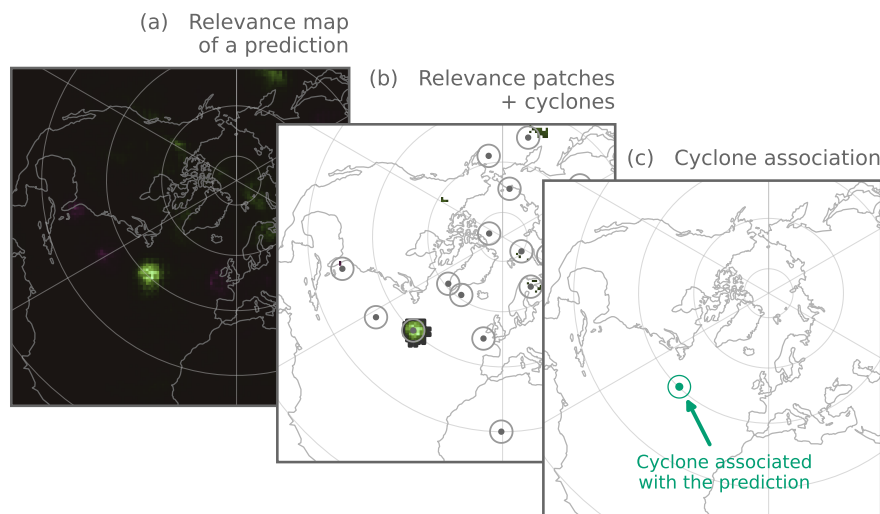 (a) Relevance map
of a prediction
(b) Relevance patches
+ cyclones
(c) Cyclone association
Cyclone associated
with the prediction